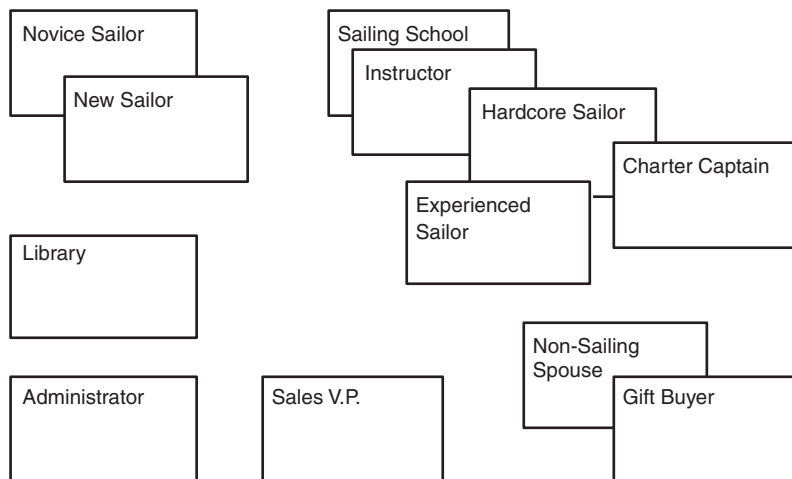 Novice Sailor
New Sailor
Sailing School
Instructor
Hardcore Sailor
Charter Captain
Experienced
Sailor
Library
Non-Sailing
Spouse
Administrator
Sales V.P.
Gift Buyer